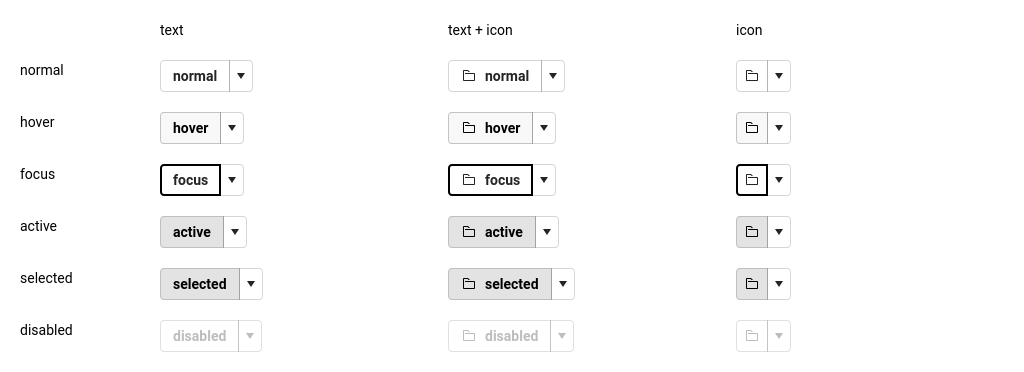 text text + icon icon
normal normal normal
hover hover hover
focus focus focus
active active active
selected selected selected
disabled disabled disabled